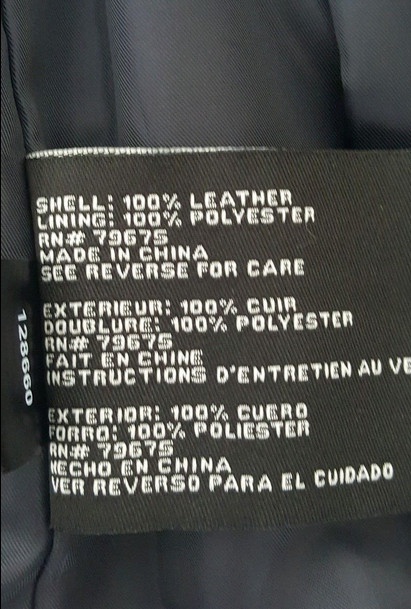 SHELL: 100% LEATHER
LINING: 100% POLYESTER
RN# 79675
MADE IN CHINA
SEE REVERSE FOR CARE
EXTERIEUR: 100% CUIR
DOUBLURE: 100% POLYESTER
RN# 79675
FAIT EN CHINE
INSTRUCTIONS D'ENTRETIEN AU VE
EXTERIOR: 100% CUERO
FORRO: 100% POLIESTER
RN# 79675
HECHO EN CHINA
VER REVERSO PARA EL CUIDADO
128660